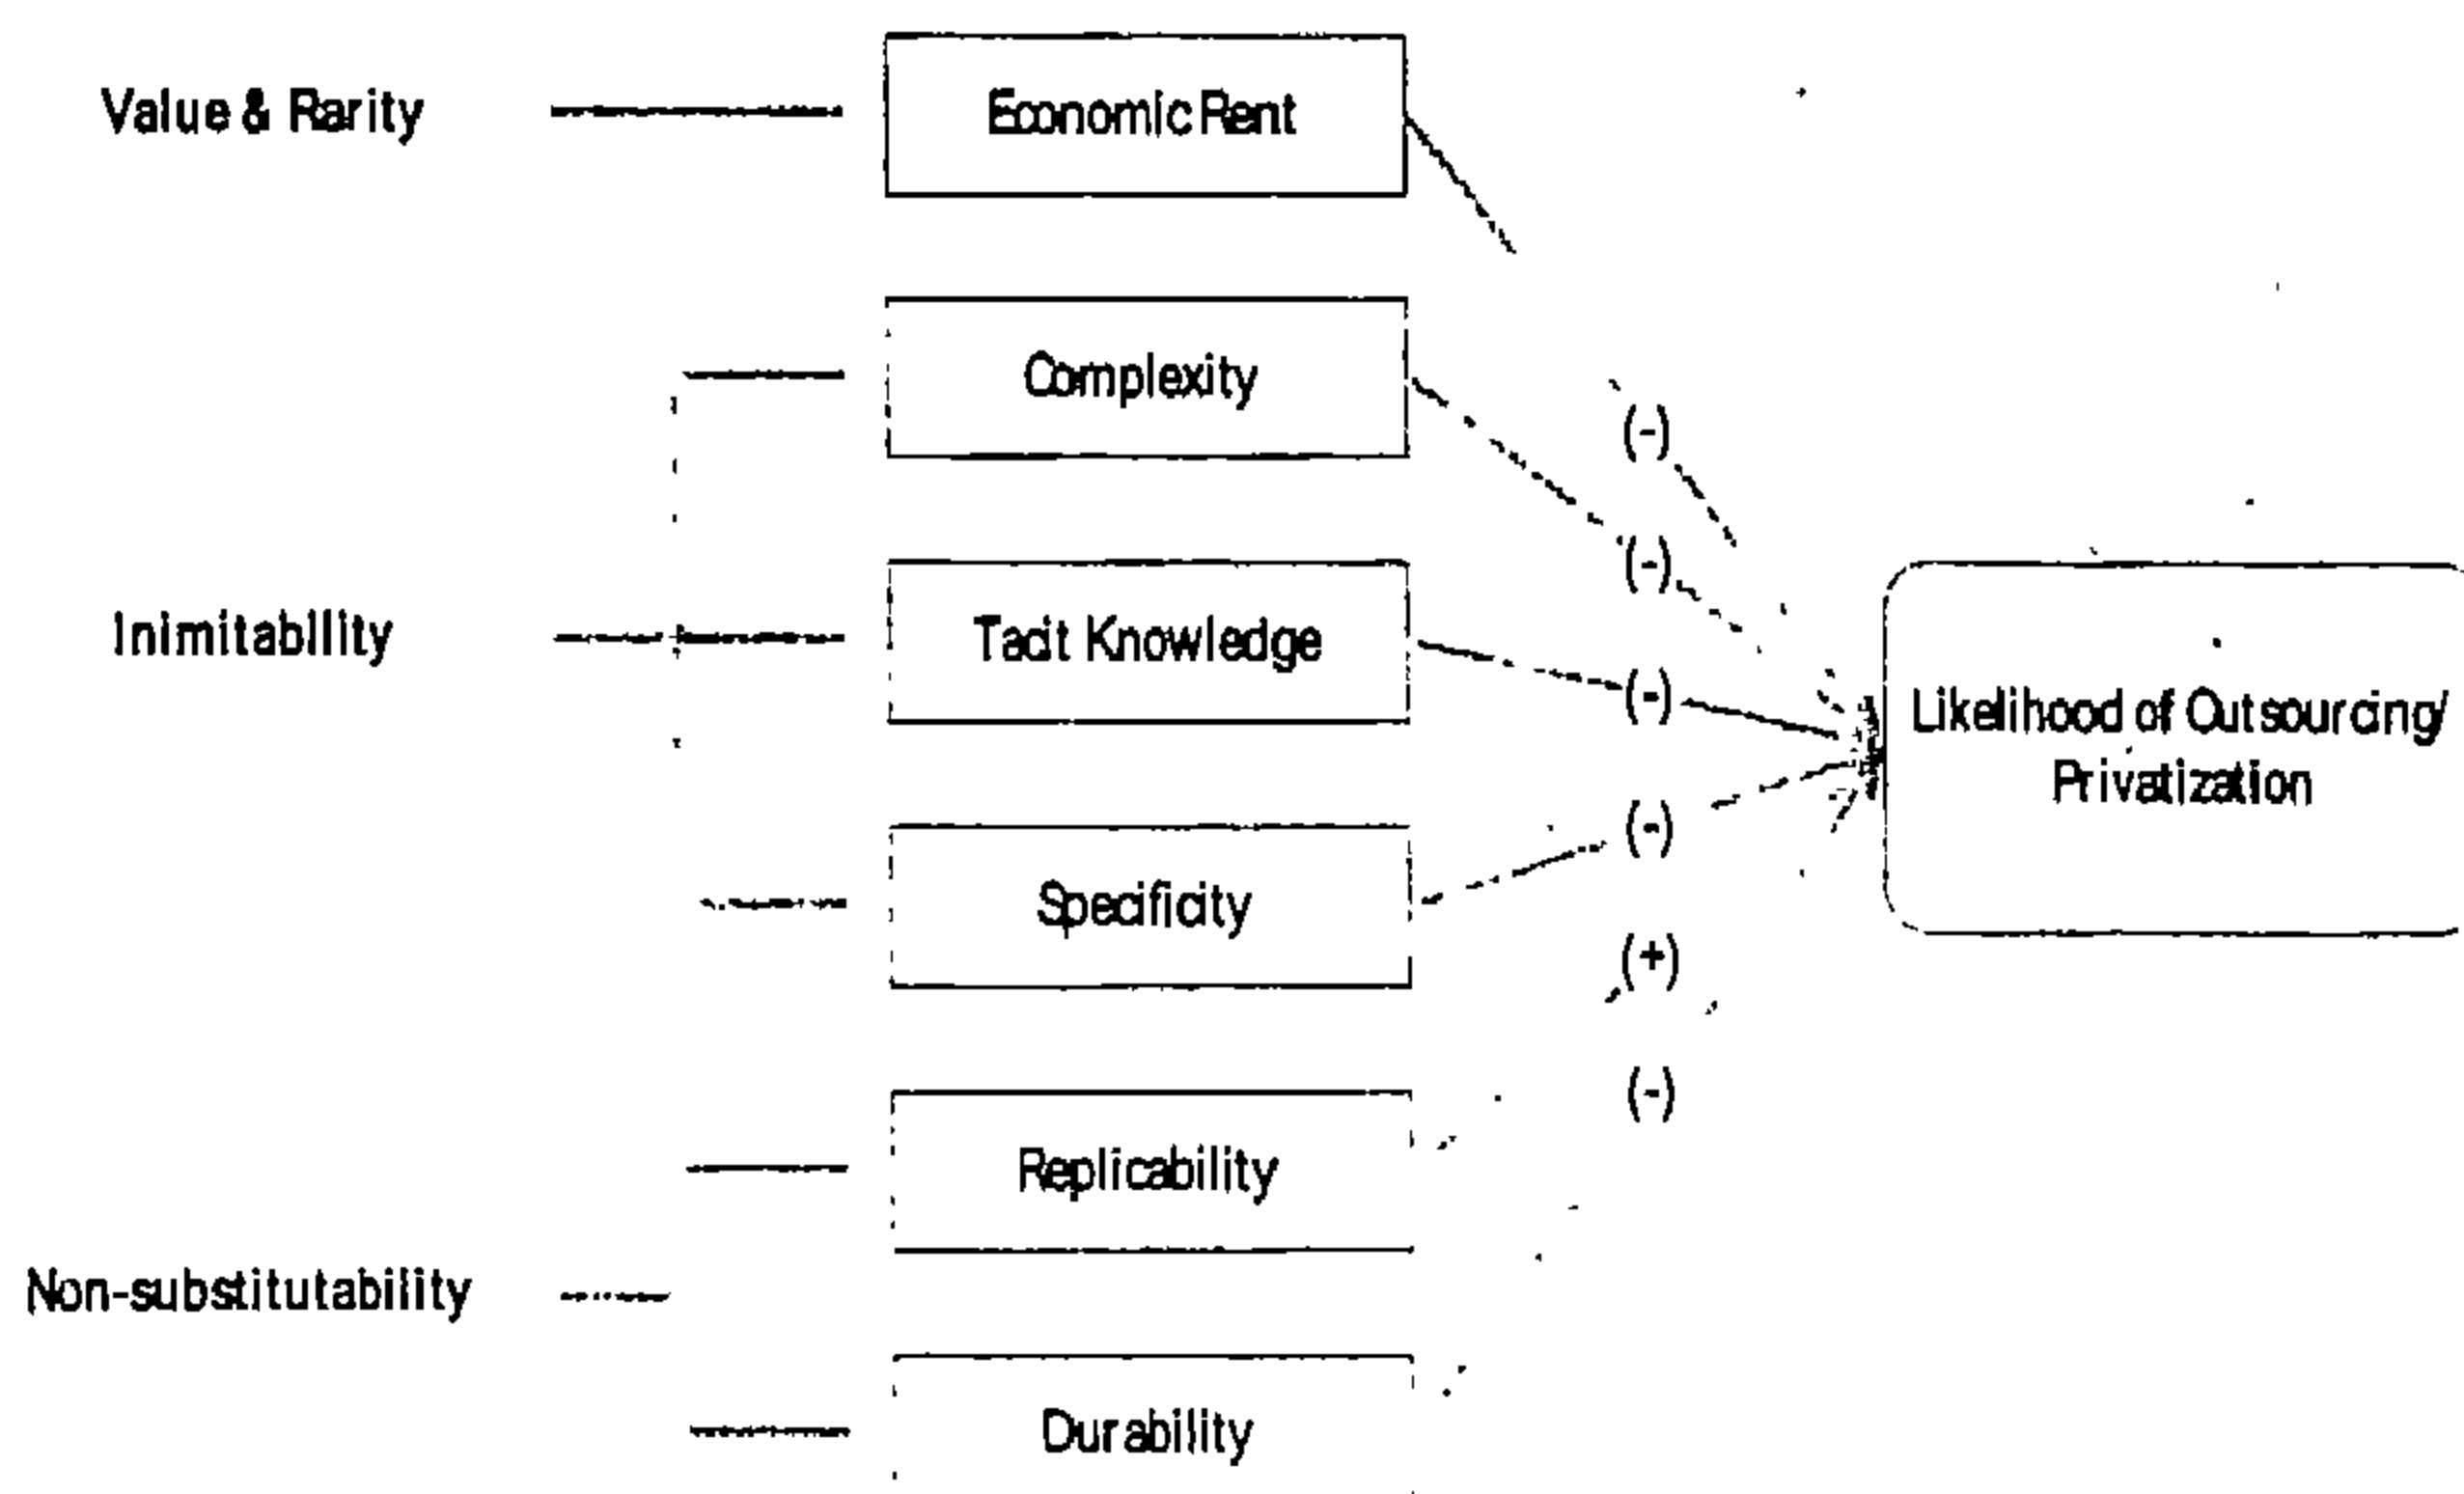 Value & Rarity
Economic Rent
Complexity
(-)
(-)
Inimitability
Tacit Knowledge
(-)
Likelihood of Outsourcing/
Privatization
(-)
Specificity
(+)
(-)
Replicability
Non-substitutability
Durability